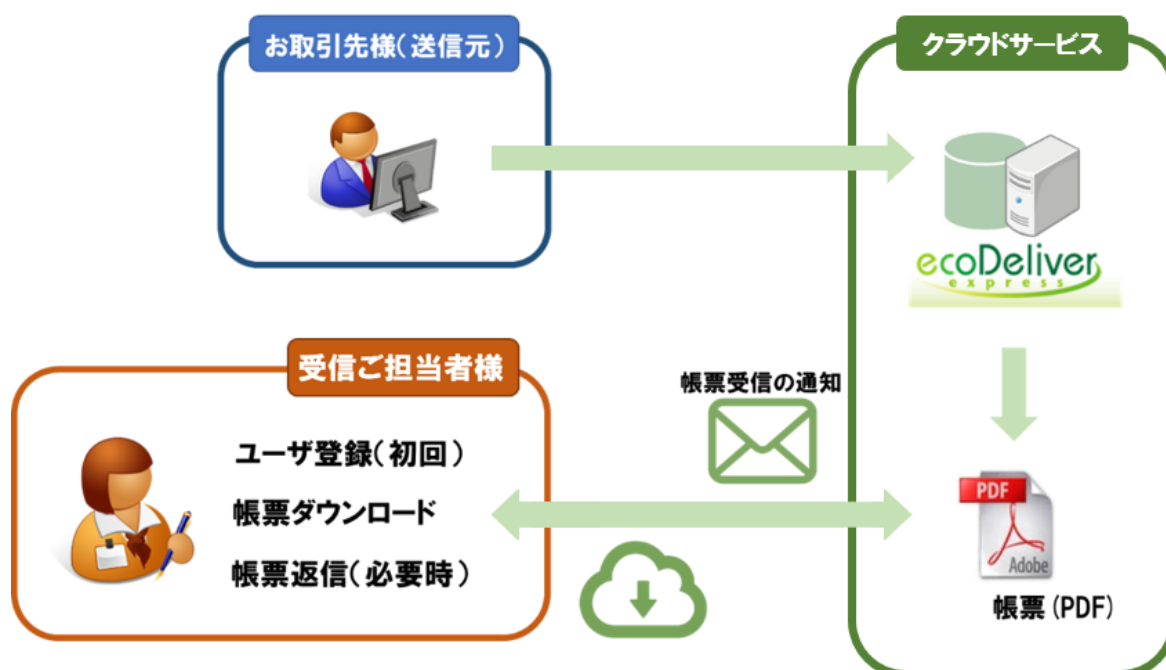 お取引先様(送信元)
クラウドサービス
ecoDeliver
express
受信ご担当者様
帳票受信の通知
ユーザ登録(初回)
帳票ダウンロード
帳票返信(必要時)
PDF
Adobe
帳票(PDF)